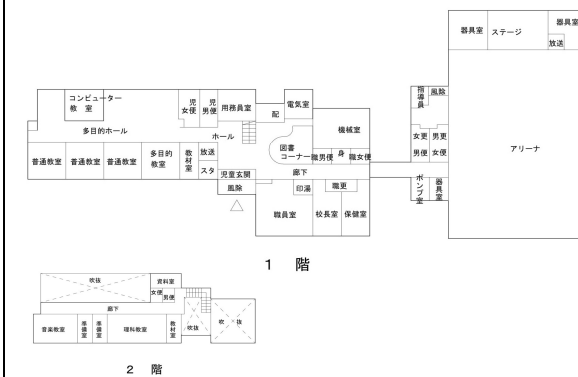 器具室
ステージ
器具室
放送
コンピューター
教 室
児
女便
児
男便
用務員室
配
電気室
指導員
風除
多目的ホール
ホール
機械室
図書
コーナー
職男便
身
職女便
女更
男更
男便
女便
アリーナ
普通教室
普通教室
普通教室
多目的
教室
教材室
放送
スタ
児童玄関
廊下
風除
印湯
職更
ポンプ室
器具室
職員室
校長室
保健室
1 階
吹抜
資料室
女便
男便
廊下
音楽教室
準備室
準備室
理科教室
教材室
吹抜
吹 抜
2 階